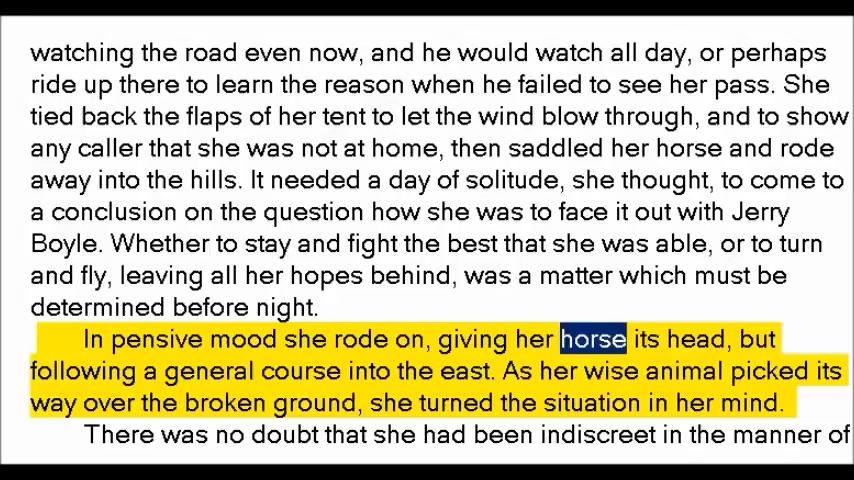 watching the road even now, and he would watch all day, or perhaps
ride up there to learn the reason when he failed to see her pass. She
tied back the flaps of her tent to let the wind blow through, and to show
any caller that she was not at home, then saddled her horse and rode
away into the hills. It needed a day of solitude, she thought, to come to
a conclusion on the question how she was to face it out with Jerry
Boyle. Whether to stay and fight the best that she was able, or to turn
and fly, leaving all her hopes behind, was a matter which must be
determined before night.
In pensive mood she rode on, giving her horse its head, but
following a general course into the east. As her wise animal picked its
way over the broken ground, she turned the situation in her mind.
There was no doubt that she had been indiscreet in the manner of